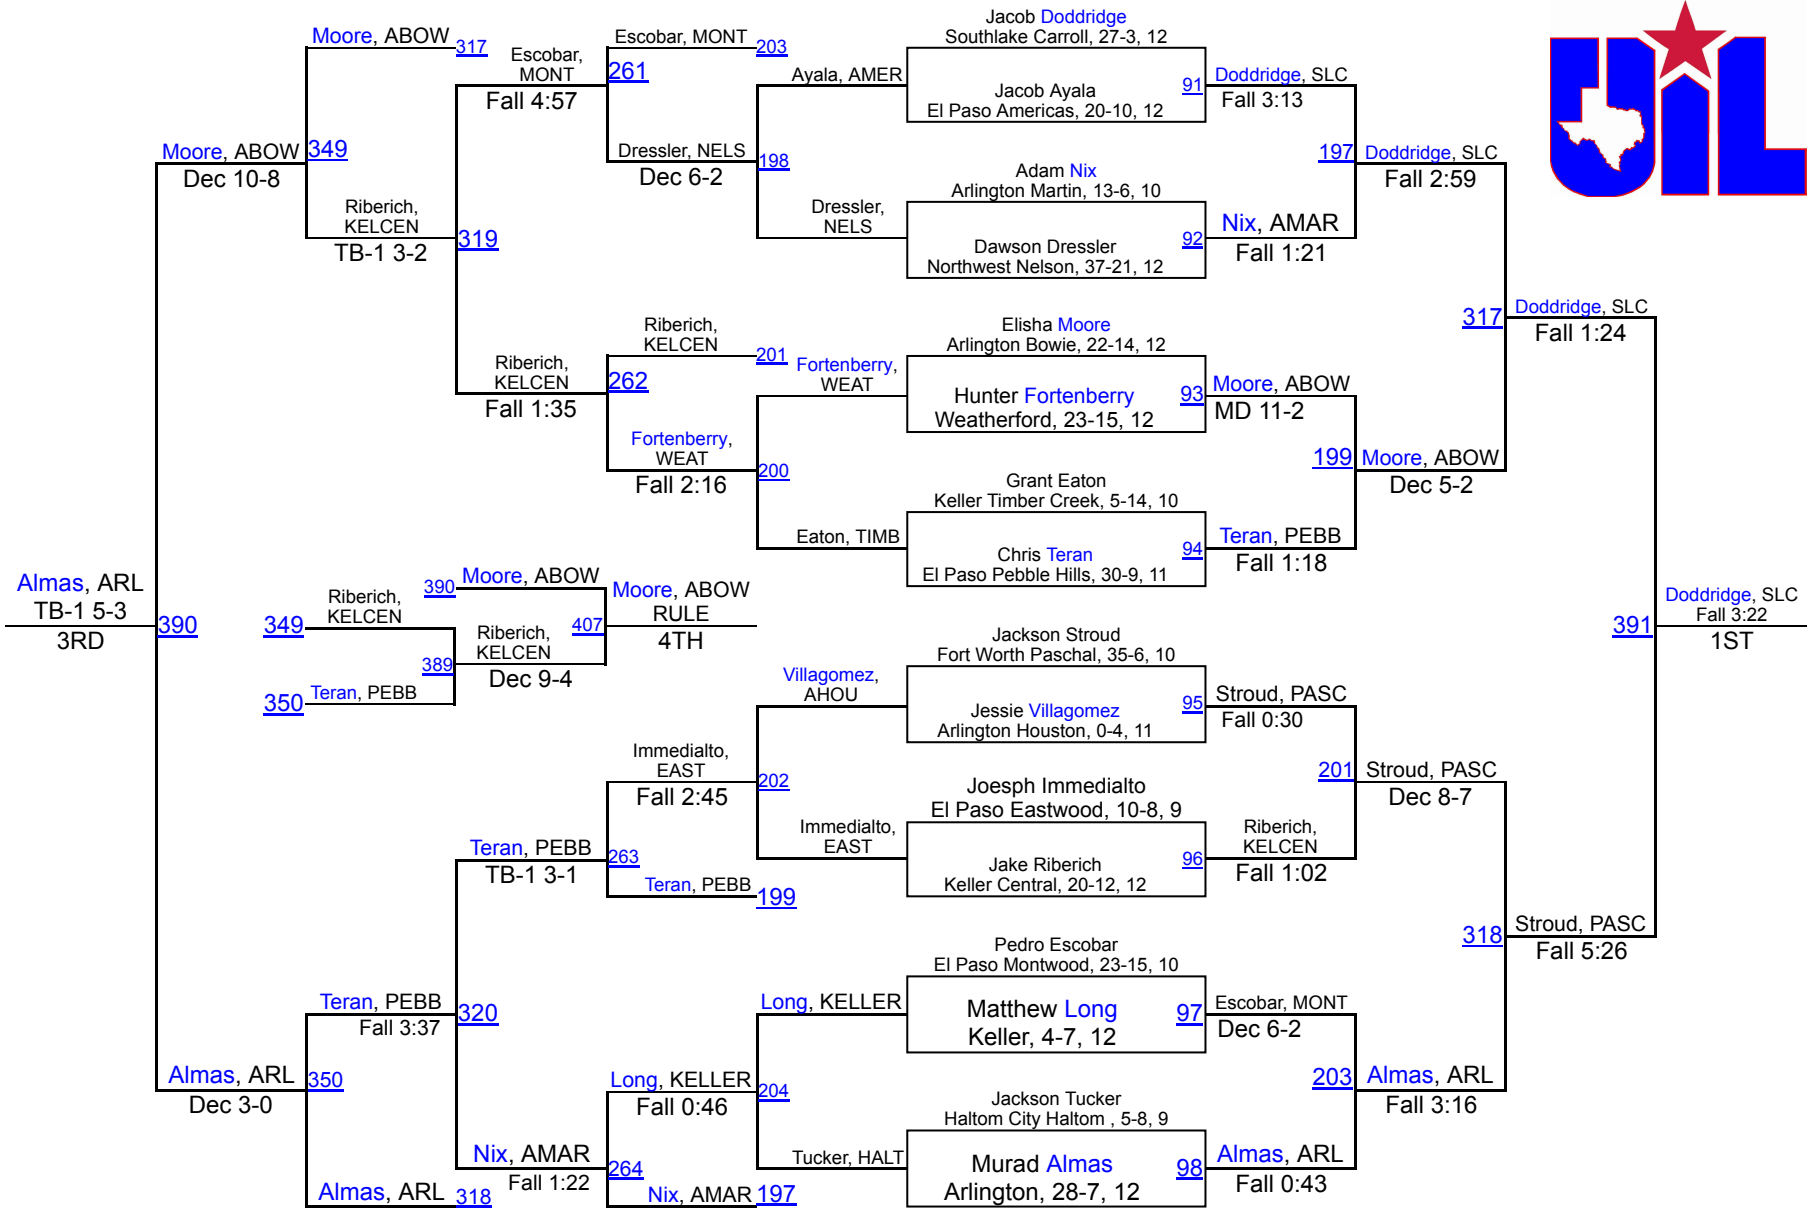 Jacob Doddridge
Southlake Carroll, 27-3, 12
Jacob Ayala
El Paso Americas, 20-10, 12
91
Adam Nix
Arlington Martin, 13-6, 10
Dawson Dressler
Northwest Nelson, 37-21, 12
92
Elisha Moore
Arlington Bowie, 22-14, 12
Hunter Fortenberry
Weatherford, 23-15, 12
93
Grant Eaton
Keller Timber Creek, 5-14, 10
Chris Teran
El Paso Pebble Hills, 30-9, 11
94
Jackson Stroud
Fort Worth Paschal, 35-6, 10
Jessie Villagomez
Arlington Houston, 0-4, 11
95
Joesph Immedialto
El Paso Eastwood, 10-8, 9
Jake Riberich
Keller Central, 20-12, 12
96
Pedro Escobar
El Paso Montwood, 23-15, 10
Matthew Long
Keller, 4-7, 12
97
Jackson Tucker
Haltom City Haltom , 5-8, 9
Murad Almas
Arlington, 28-7, 12
98
Doddridge, SLC
Fall 3:13
Nix, AMAR
Fall 1:21
Moore, ABOW
MD 11-2
Teran, PEBB
Fall 1:18
Stroud, PASC
Fall 0:30
Riberich,
KELCEN
Fall 1:02
Escobar, MONT
Dec 6-2
Almas, ARL
Fall 0:43
197
Doddridge, SLC
Fall 2:59
199
Moore, ABOW
Dec 5-2
201
Stroud, PASC
Dec 8-7
203
Almas, ARL
Fall 3:16
317
Doddridge, SLC
Fall 1:24
318
Stroud, PASC
Fall 5:26
391
Doddridge, SLC
Fall 3:22
1ST
UIL
Ayala, AMER
Dressler,
NELS
198
Fortenberry,
WEAT
Eaton, TIMB
200
Villagomez,
AHOU
Immedialto,
EAST
202
Long, KELLER
Tucker, HALT
204
Escobar, MONT
203
Dressler, NELS
Dec 6-2
261
Riberich,
KELCEN
201
Fortenberry,
WEAT
Fall 2:16
262
Immedialto,
EAST
Fall 2:45
263
Teran, PEBB
199
Long, KELLER
Fall 0:46
264
Nix, AMAR
197
Escobar,
MONT
Fall 4:57
Riberich,
KELCEN
Fall 1:35
319
Teran, PEBB
TB-1 3-1
Nix, AMAR
Fall 1:22
320
Moore, ABOW
317
Riberich,
KELCEN
TB-1 3-2
349
Teran, PEBB
Fall 3:37
350
Almas, ARL
318
Moore, ABOW
Dec 10-8
Almas, ARL
Dec 3-0
390
Almas, ARL
TB-1 5-3
3RD
349
Riberich,
KELCEN
350
Teran, PEBB
389
Riberich,
KELCEN
Dec 9-4
390
Moore, ABOW
407
Moore, ABOW
RULE
4TH